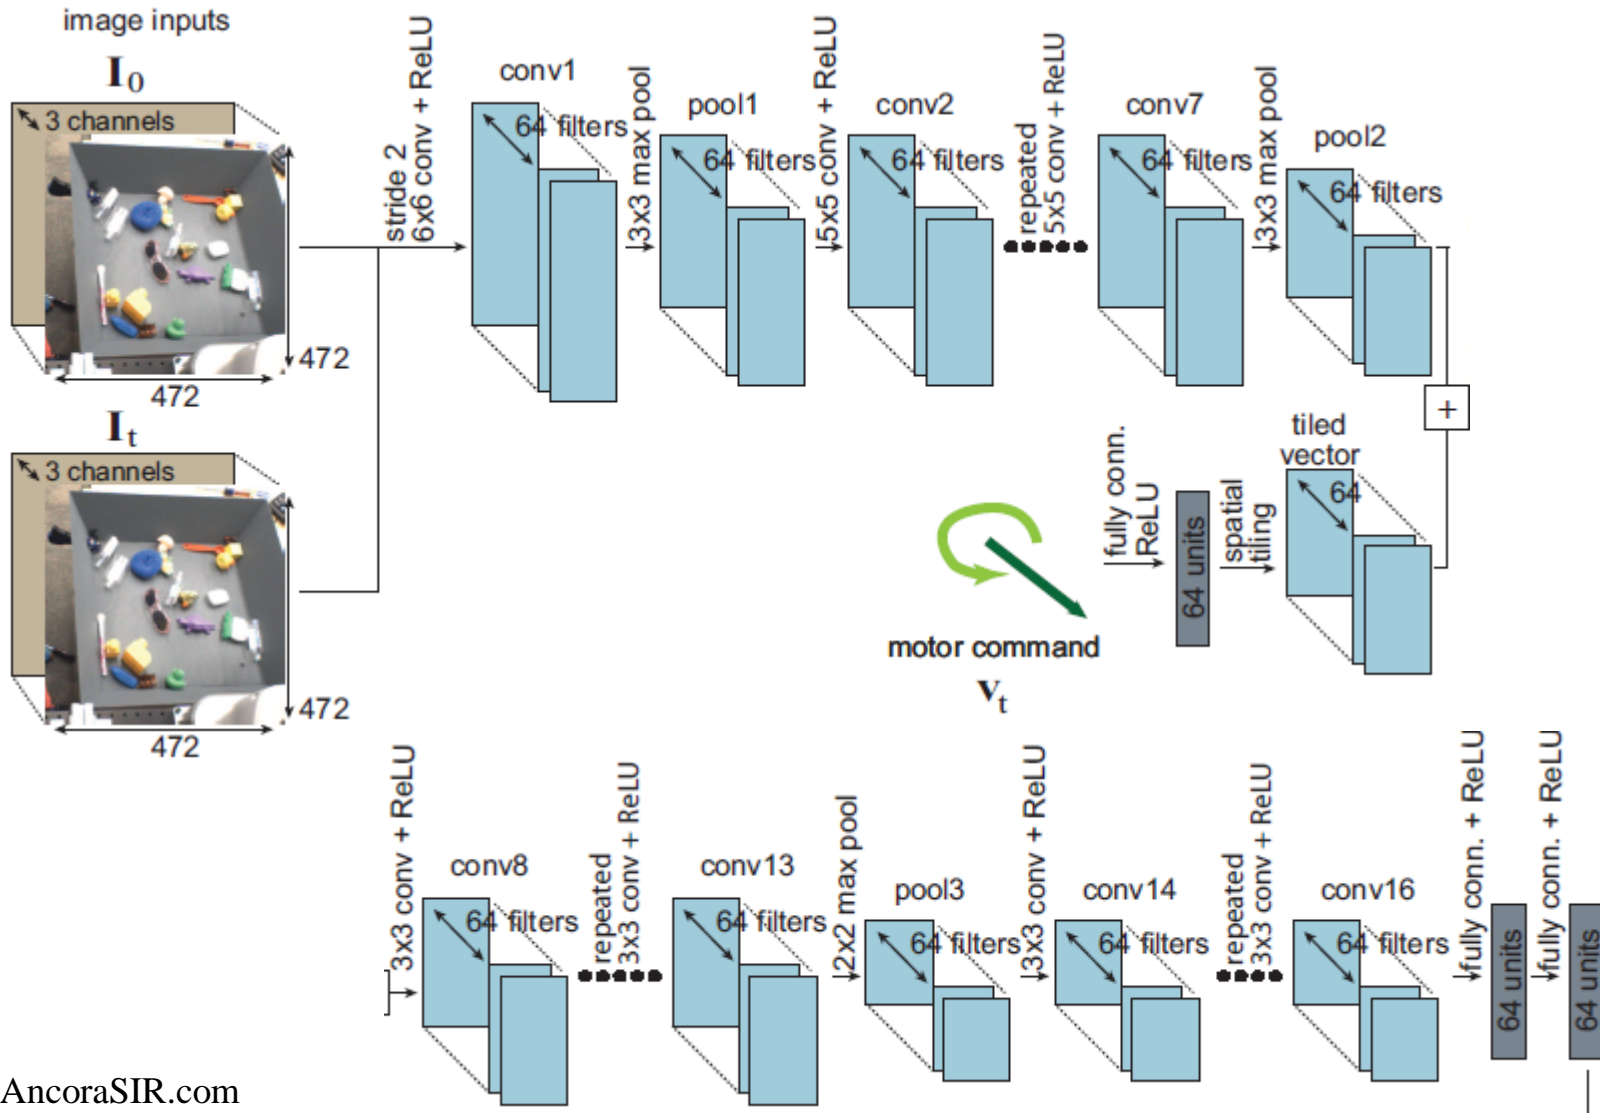 image inputs
I0
3 channels
472
472
It
3 channels
472
472
stride 2
6x6 conv + ReLU
conv1
64 filters
3x3 max pool
pool1
64 filters
5x5 conv + ReLU
conv2
64 filters
repeated
5x5 conv + ReLU
conv7
64 filters
3x3 max pool
pool2
64 filters
+
motor command
vt
fully conn.
ReLU
64 units
spatial
tiling
tiled
vector
64
3x3 conv + ReLU
conv8
64 filters
repeated
3x3 conv + ReLU
conv13
64 filters
2x2 max pool
pool3
64 filters
3x3 conv + ReLU
conv14
64 filters
repeated
3x3 conv + ReLU
conv16
64 filters
fully conn. + ReLU
64 units
fully conn. + ReLU
64 units
AncoraSIR.com